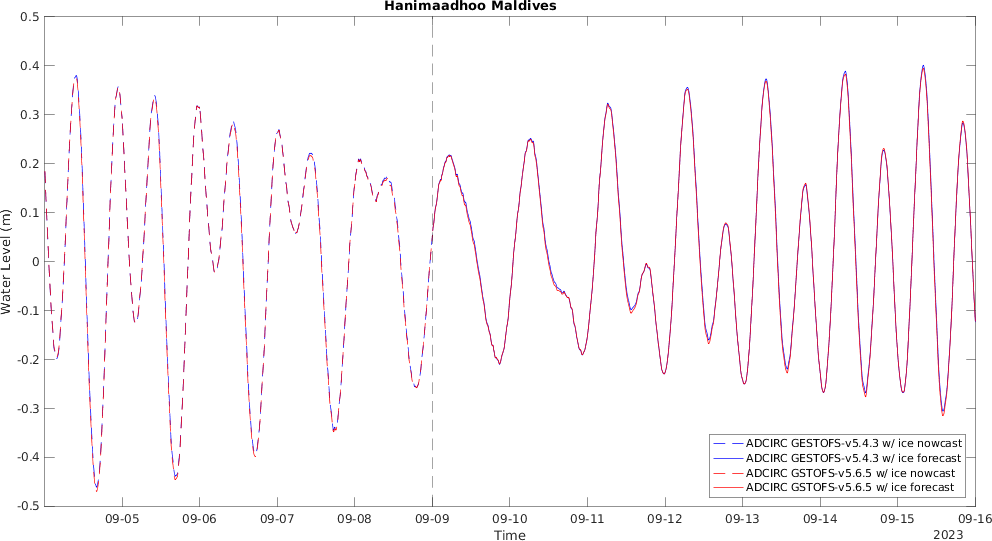 Hanimaadhoo Maldives
0.5
0.4
0.3
0.2
0.1
0
-0.1
-0.2
-0.3
-0.4
-0.5
Water Level (m)
ADCIRC GESTOFS-v5.4.3 w/ ice nowcast
ADCIRC GESTOFS-v5.4.3 w/ ice forecast
ADCIRC GSTOFS-v5.6.5 w/ ice nowcast
ADCIRC GSTOFS-v5.6.5 w/ ice forecast
09-05 09-06 09-07 09-08 09-09 09-10 09-11 09-12 09-13 09-14 09-15 09-16
Time
2023